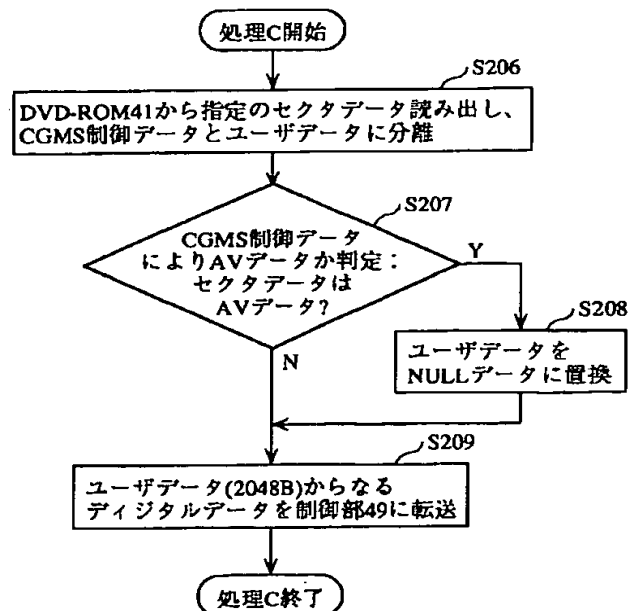 処理C開始
S206
DVD-ROM41から指定のセクタデータ読み出し、
CGMS制御データとユーザデータに分離
S207
CGMS制御データ
によりAVデータか判定：
セクタデータは
AVデータ?
Y
N
S208
ユーザデータを
NULLデータに置換
S209
ユーザデータ(2048B)からなる
ディジタルデータを制御部49に転送
処理C終了